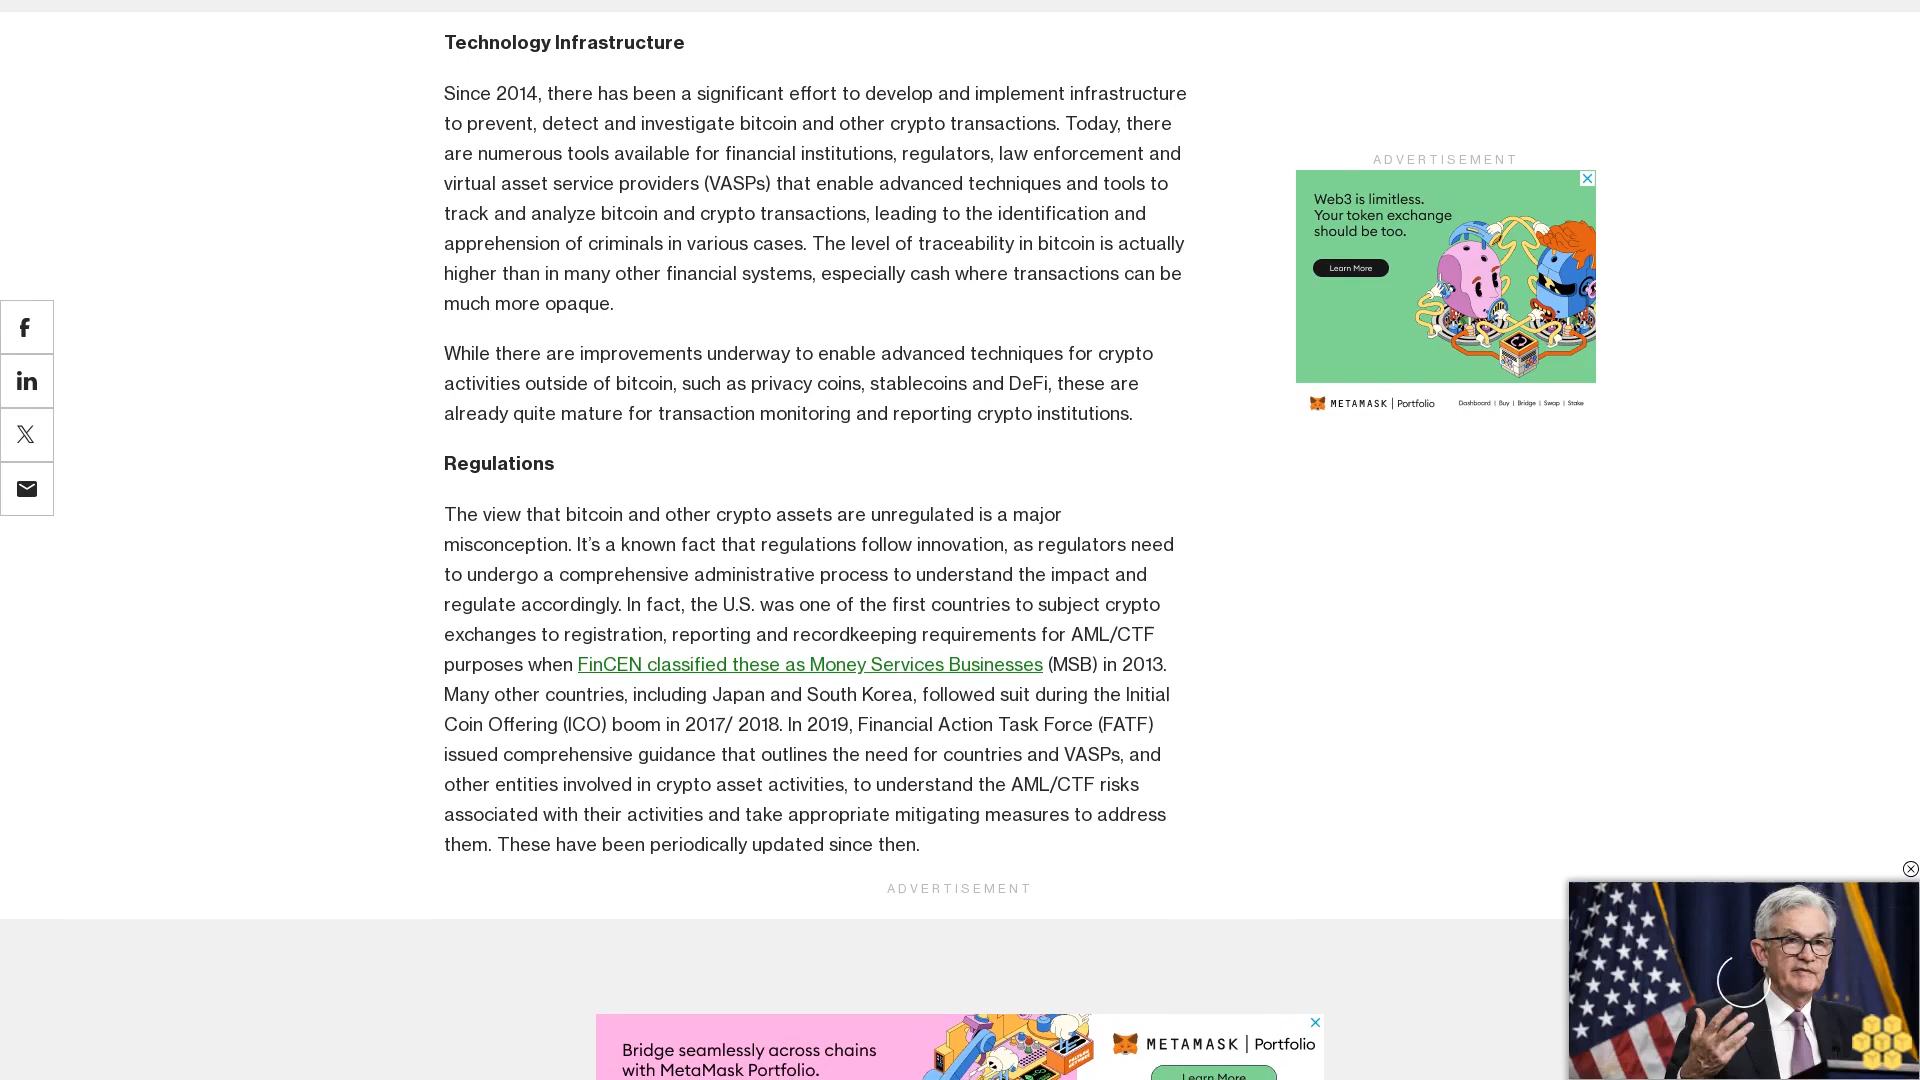 Technology Infrastructure
Since 2014, there has been a significant effort to develop and implement infrastructure
to prevent, detect and investigate bitcoin and other crypto transactions. Today, there
are numerous tools available for financial institutions, regulators, law enforcement and
virtual asset service providers (VASPs) that enable advanced techniques and tools to
track and analyze bitcoin and crypto transactions, leading to the identification and
apprehension of criminals in various cases. The level of traceability in bitcoin is actually
higher than in many other financial systems, especially cash where transactions can be
much more opaque.
While there are improvements underway to enable advanced techniques for crypto
activities outside of bitcoin, such as privacy coins, stablecoins and DeFi, these are
already quite mature for transaction monitoring and reporting crypto institutions.
Regulations
The view that bitcoin and other crypto assets are unregulated is a major
misconception. It’s a known fact that regulations follow innovation, as regulators need
to undergo a comprehensive administrative process to understand the impact and
regulate accordingly. In fact, the U.S. was one of the first countries to subject crypto
exchanges to registration, reporting and recordkeeping requirements for AML/CTF
purposes when FinCEN classified these as Money Services Businesses (MSB) in 2013.
Many other countries, including Japan and South Korea, followed suit during the Initial
Coin Offering (ICO) boom in 2017/ 2018. In 2019, Financial Action Task Force (FATF)
issued comprehensive guidance that outlines the need for countries and VASPs, and
other entities involved in crypto asset activities, to understand the AML/CTF risks
associated with their activities and take appropriate mitigating measures to address
them. These have been periodically updated since then.
ADVERTISEMENT
ADVERTISEMENT
Web3 is limitless.
Your token exchange
should be too.
Learn More
METAMASK | Portfolio
Dashboard | Buy | Bridge | Swap | Stake
Bridge seamlessly across chains
with MetaMask Portfolio.
METAMASK | Portfolio
Learn More